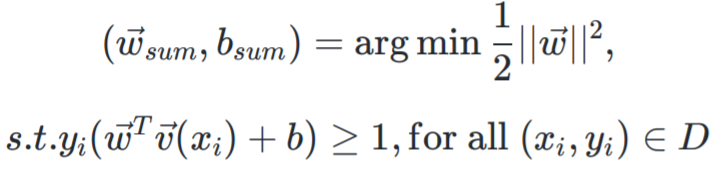 (\vec{w}_{sum}, b_{sum}) = \arg\min \frac{1}{2}||\vec{w}||^2,
s.t. y_i(\vec{w}^T \vec{v}(x_i) + b) \geq 1, for all (x_i, y_i) \in D